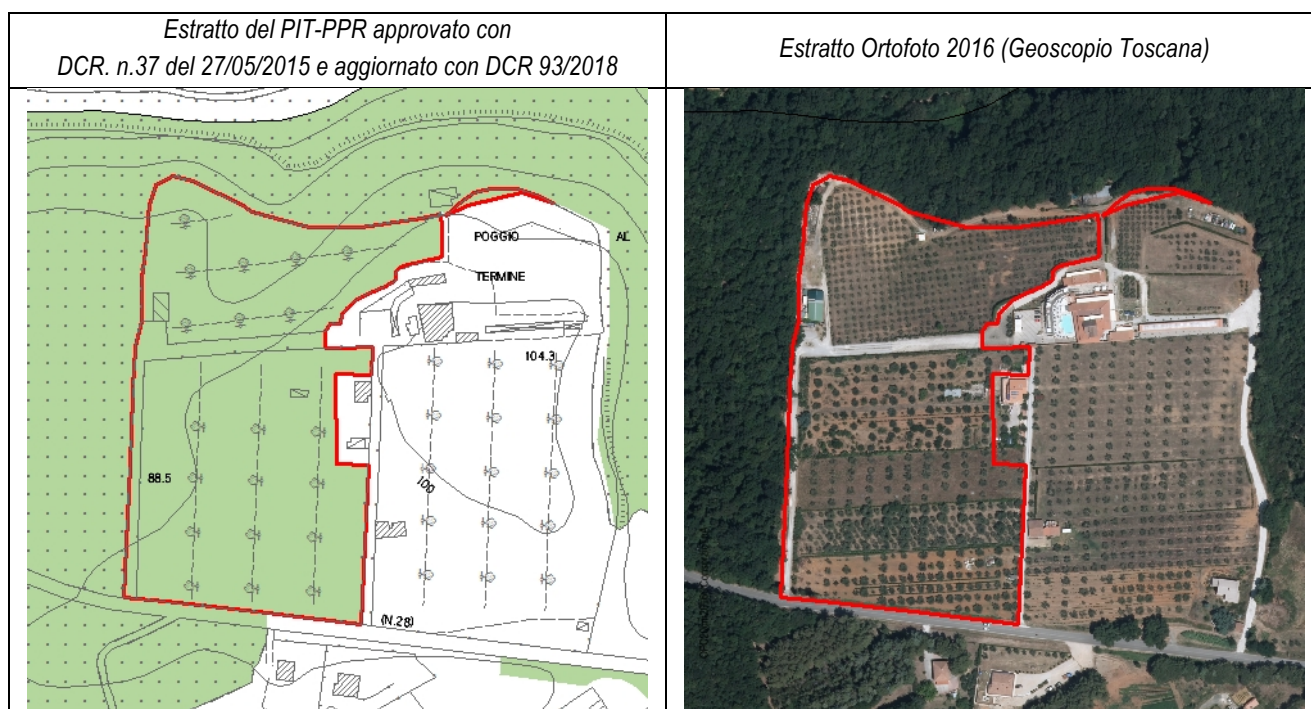 Estratto del PIT-PPR approvato con
DCR. n.37 del 27/05/2015 e aggiornato con DCR 93/2018
Estratto Ortofoto 2016 (Geoscopio Toscana)
POGGIO AL
TERMINE
104.3
88.5
100
(N.28)